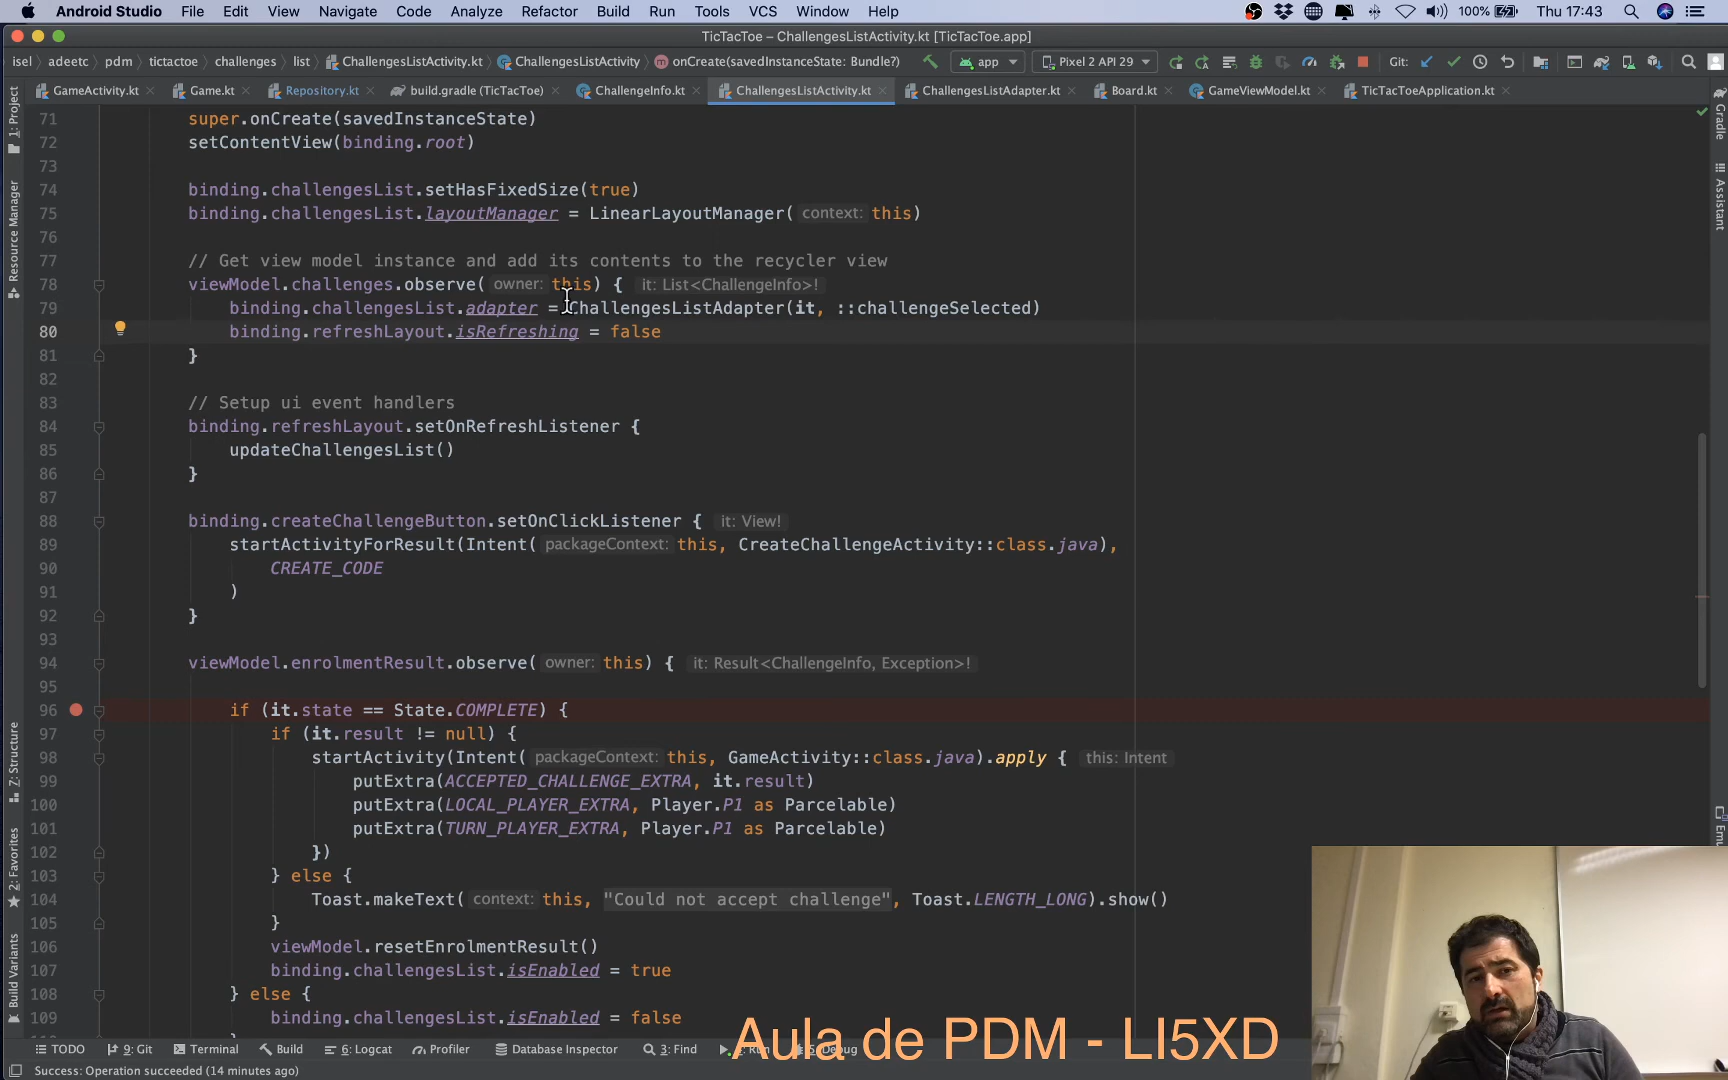 Android Studio File Edit View Navigate Code Analyze Refactor Build Run Tools VCS Window Help 100% Thu 17:43
TicTacToe – ChallengesListActivity.kt [TicTacToe.app]
isel adeetc pdm tictactoe challenges list ChallengesListActivity.kt ChallengesListActivity onCreate(savedInstanceState: Bundle?) app Pixel 2 API 29 Git:
GameActivity.kt Game.kt Repository.kt build.gradle (TicTacToe) ChallengeInfo.kt ChallengesListActivity.kt ChallengesListAdapter.kt Board.kt GameViewModel.kt TicTacToeApplication.kt
1: Project
Resource Manager
7: Structure
2: Favorites
Build Variants
71 super.onCreate(savedInstanceState)
72 setContentView(binding.root)
73
74 binding.challengesList.setHasFixedSize(true)
75 binding.challengesList.layoutManager = LinearLayoutManager( context: this)
76
77 // Get view model instance and add its contents to the recycler view
78 viewModel.challenges.observe( owner: this) { it: List<ChallengeInfo>!
79 binding.challengesList.adapter = ChallengesListAdapter(it, ::challengeSelected)
80 binding.refreshLayout.isRefreshing = false
81 }
82
83 // Setup ui event handlers
84 binding.refreshLayout.setOnRefreshListener {
85 updateChallengesList()
86 }
87
88 binding.createChallengeButton.setOnClickListener { it: View!
89 startActivityForResult(Intent( packageContext: this, CreateChallengeActivity::class.java),
90 CREATE_CODE
91 )
92 }
93
94 viewModel.enrolmentResult.observe( owner: this) { it: Result<ChallengeInfo, Exception>!
95
96 if (it.state == State.COMPLETE) {
97 if (it.result != null) {
98 startActivity(Intent( packageContext: this, GameActivity::class.java).apply { this: Intent
99 putExtra(ACCEPTED_CHALLENGE_EXTRA, it.result)
100 putExtra(LOCAL_PLAYER_EXTRA, Player.P1 as Parcelable)
101 putExtra(TURN_PLAYER_EXTRA, Player.P1 as Parcelable)
102 })
103 } else {
104 Toast.makeText( context: this, "Could not accept challenge", Toast.LENGTH_LONG).show()
105 }
106 viewModel.resetEnrolmentResult()
107 binding.challengesList.isEnabled = true
108 } else {
109 binding.challengesList.isEnabled = false
Gradle
Assistant
TODO 9: Git Terminal Build 6: Logcat Profiler Database Inspector 3: Find
Aula de PDM - LI5XD
Success: Operation succeeded (14 minutes ago)